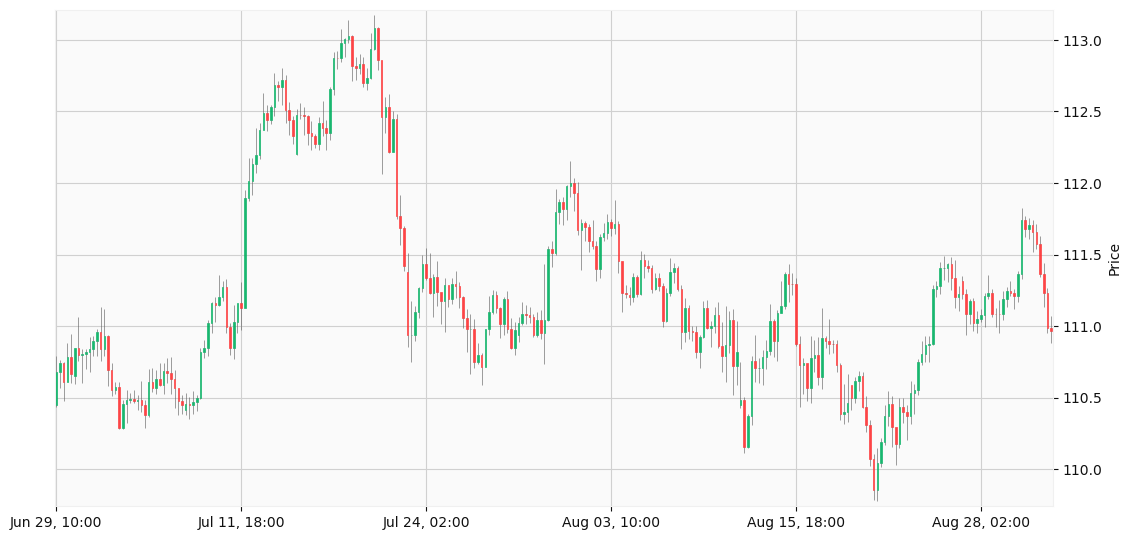 113.0
112.5
112.0
111.5
111.0
110.5
110.0
Price
Jun 29, 10:00
Jul 11, 18:00
Jul 24, 02:00
Aug 03, 10:00
Aug 15, 18:00
Aug 28, 02:00